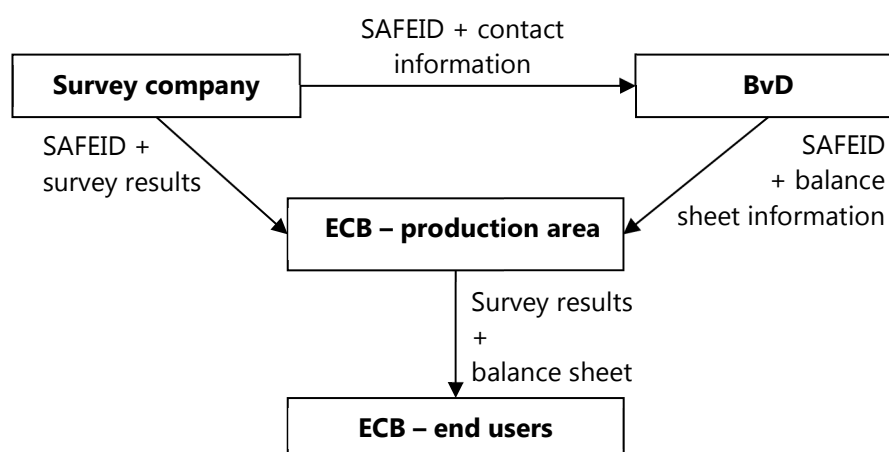 SAFEID + contact
information
Survey company
BvD
SAFEID +
survey results
SAFEID
+ balance
sheet information
ECB – production area
Survey results
+
balance sheet
ECB – end users